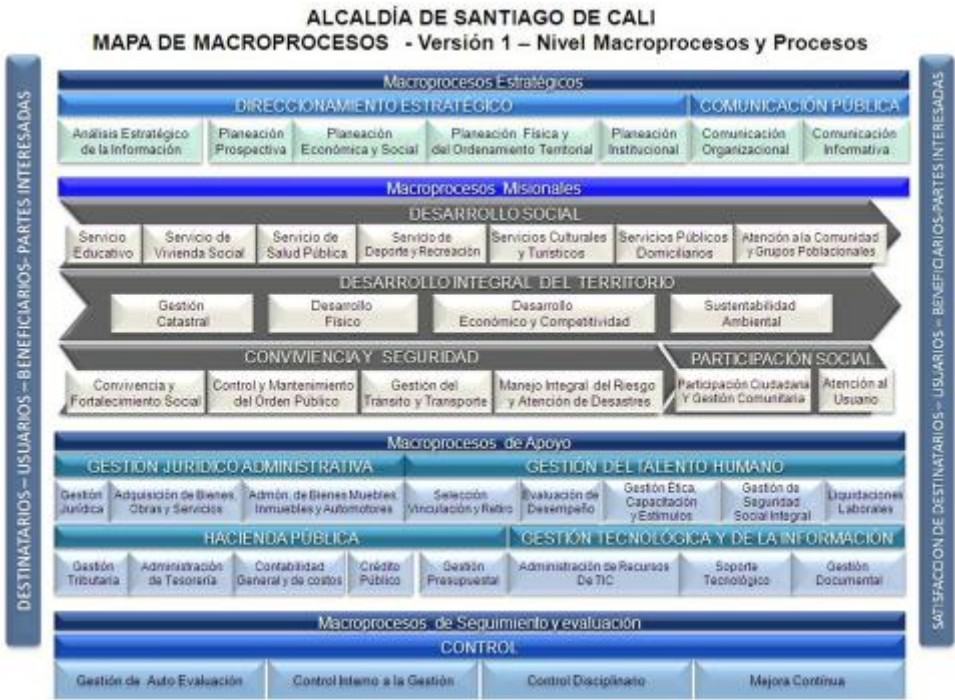 ALCALDÍA DE SANTIAGO DE CALI
MAPA DE MACROPROCESOS - Versión 1 – Nivel Macroprocesos y Procesos
DESTINATARIOS – USUARIOS – BENEFICIARIOS- PARTES INTERESADAS
Macroprocesos Estratégicos
DIRECCIONAMIENTO ESTRATÉGICO
COMUNICACIÓN PÚBLICA
Análisis Estratégico
de la Información
Planeación
Prospectiva
Planeación
Económica y Social
Planeación Física y
del Ordenamiento Territorial
Planeación
Institucional
Comunicación
Organizacional
Comunicación
Informativa
Macroprocesos Misionales
DESARROLLO SOCIAL
Servicio
Educativo
Servicio de
Vivienda Social
Servicio de
Salud Pública
Servicio de
Deporte y Recreación
Servicios Culturales
y Turísticos
Servicios Públicos
Domiciliarios
Atención a la Comunidad
y Grupos Poblacionales
DESARROLLO INTEGRAL DEL TERRITORIO
Gestión
Catastral
Desarrollo
Físico
Desarrollo
Económico y Competitividad
Sustentabilidad
Ambiental
CONVIVIENCIA Y SEGURIDAD
PARTICIPACIÓN SOCIAL
Convivencia y
Fortalecimiento Social
Control y Mantenimiento
del Orden Público
Gestión del
Tránsito y Transporte
Manejo Integral del Riesgo
y Atención de Desastres
Participación Ciudadana
Y Gestión Comunitaria
Atención al
Usuario
Macroprocesos de Apoyo
GESTIÓN JURIDICO ADMINISTRATIVA
GESTIÓN DEL TALENTO HUMANO
Gestión
Jurídica
Adquisición de Bienes,
Obras y Servicios
Admón. de Bienes Muebles,
Inmuebles y Automotores
Selección
Vinculación y Retiro
Evaluación de
Desempeño
Gestión Ética,
Capacitación
y Estímulos
Gestión de
Seguridad
Social Integral
Liquidaciones
Laborales
HACIENDA PÚBLICA
GESTIÓN TECNOLÓGICA Y DE LA INFORMACIÓN
Gestión
Tributaria
Administración
de Tesorería
Contabilidad
General y de costos
Crédito
Público
Gestión
Presupuestal
Administración de Recursos
De TIC
Soporte
Tecnológico
Gestión
Documental
Macroprocesos de Seguimiento y evaluación
CONTROL
Gestión de Auto Evaluación
Control Interno a la Gestión
Control Disciplinario
Mejora Continua
SATISFACCION DE DESTINATARIOS – USUARIOS – BENEFICIARIOS-PARTES INTERESADAS